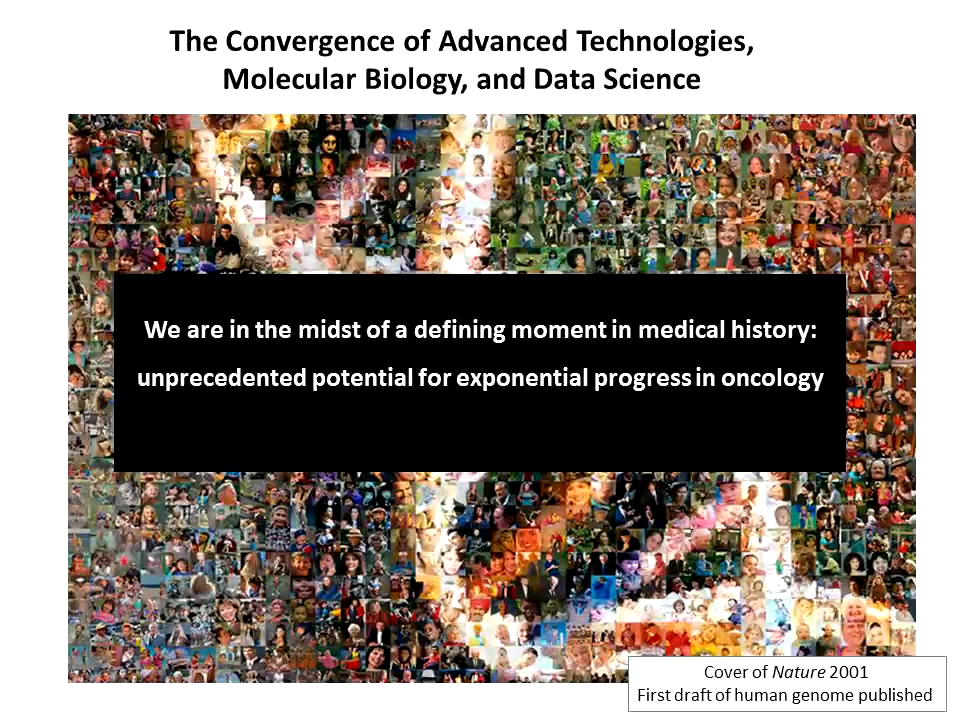 The Convergence of Advanced Technologies,
Molecular Biology, and Data Science
We are in the midst of a defining moment in medical history:
unprecedented potential for exponential progress in oncology
Cover of Nature 2001
First draft of human genome published